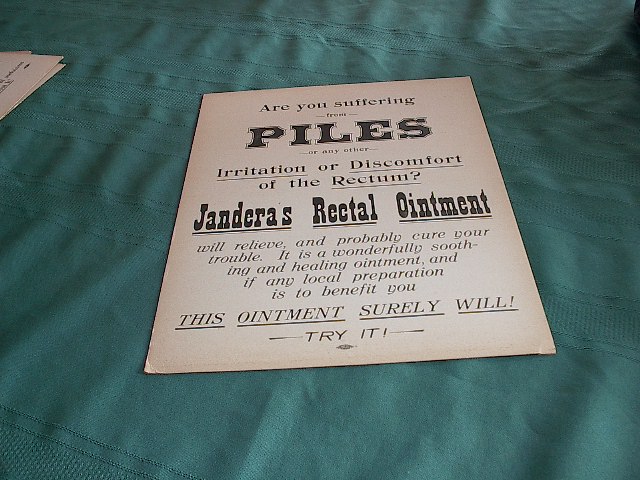 Are you suffering
—from—
PILES
—or any other—
Irritation or Discomfort
of the Rectum?
Janderas Rectal Ointment
will relieve, and probably cure your
trouble. It is a wonderfully sooth-
ing and healing ointment, and
if any local preparation
is to benefit you
THIS OINTMENT SURELY WILL!
—TRY IT!—